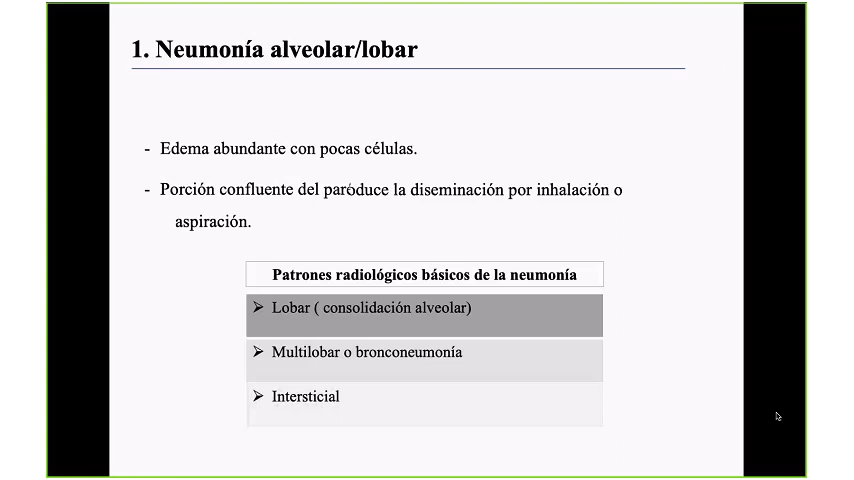 1. Neumonía alveolar/lobar
- Edema abundante con pocas células.
- Porción confluente del paróduce la diseminación por inhalación o
aspiración.
Patrones radiológicos básicos de la neumonía
➢ Lobar ( consolidación alveolar)
➢ Multilobar o bronconeumonía
➢ Intersticial